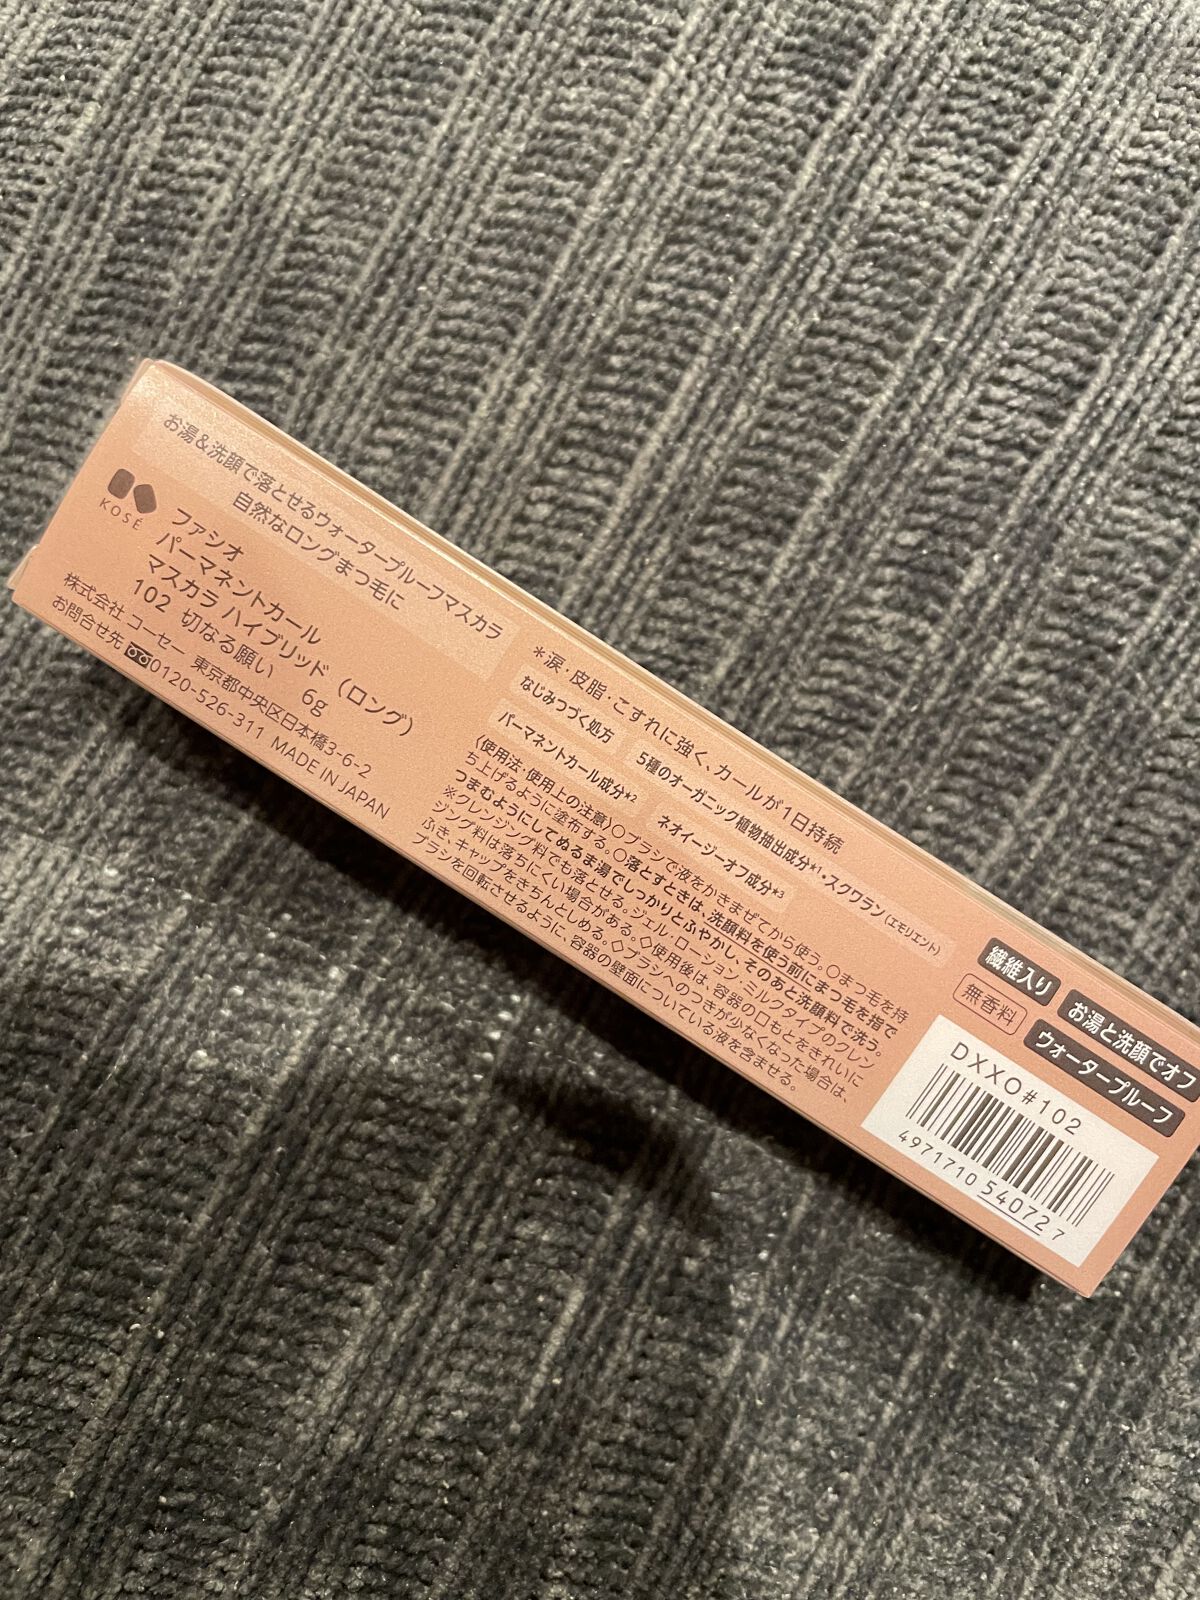 お湯&洗顔で落とせるウォータープルーフマスカラ
自然なロングまつ毛に
KOSÉ
ファシオ
パーマネントカール
マスカラ ハイブリッド（ロング）
102 切なる願い 6g
株式会社 コーセー 東京都中央区日本橋3-6-2
お問合せ先 0120-526-311 MADE IN JAPAN
*涙・皮脂・こすれに強く、カールが1日持続
なじみつづく処方
5種のオーガニック植物抽出成分*1・スクワラン(エモリエント)
パーマネントカール成分*2
ネオイージーオフ成分*3
〈使用法・使用上の注意〉○ブラシで液をかきまぜてから使う。○まつ毛を持
ち上げるように塗布する。○落とすときは、洗顔料を使う前にまつ毛を指で
つまむようにしてぬるま湯でしっかりとふやかし、そのあと洗顔料で洗う。
※クレンジング料でも落とせる。ジェル・ローション・ミルクタイプのクレン
ジング料は落ちにくい場合がある。◇使用後は、容器の口もとをきれいに
ふき、キャップをきちんとしめる。◇ブラシへのつきが少なくなった場合は、
ブラシを回転させるように、容器の壁面についている液を含ませる。
繊維入り
お湯と洗顔でオフ
無香料
ウォータープルーフ
DXXO#102
4971710540727